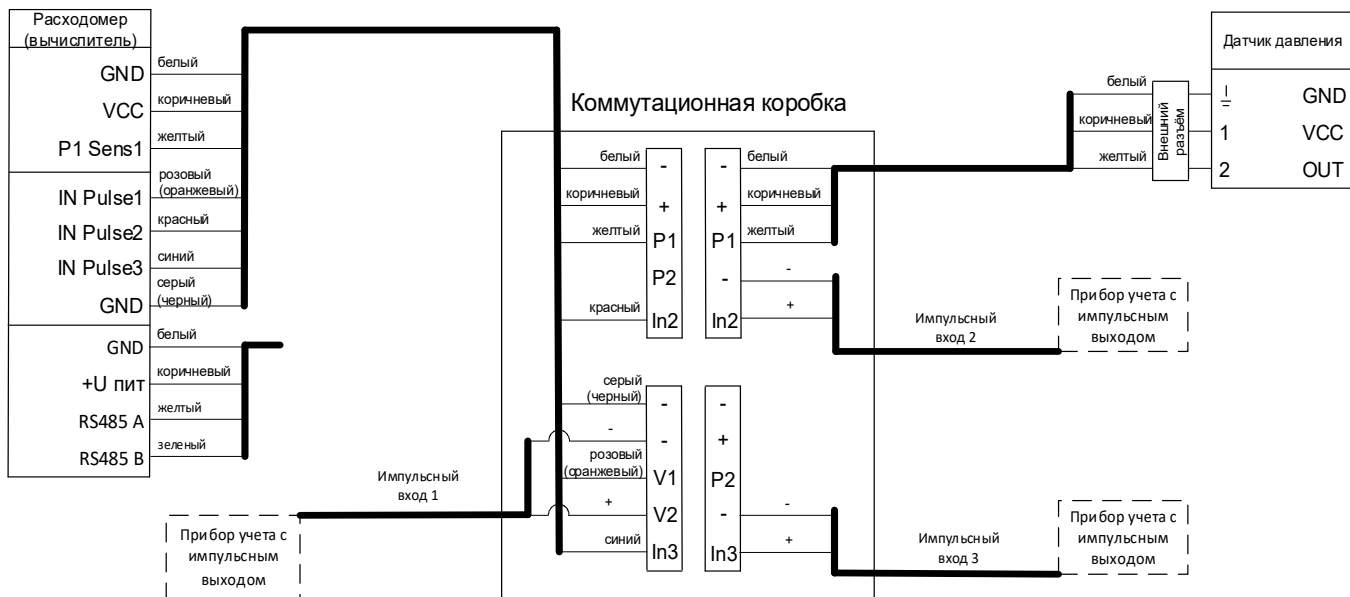 Расходомер
(вычислитель)
GND
белый
VCC
коричневый
P1 Sens1
желтый
IN Pulse1
розовый
(оранжевый)
IN Pulse2
красный
IN Pulse3
синий
GND
серый
(черный)
GND
белый
+U пит
коричневый
RS485 A
желтый
RS485 B
зеленый
Коммутационная коробка
белый
-
коричневый
+
желтый
P1
P2
красный
In2
-
белый
+
коричневый
P1
желтый
-
-
In2
+
серый
(черный)
-
-
-
розовый
(оранжевый)
V1
+
V2
синий
In3
-
+
P2
-
-
In3
+
Импульсный
вход 1
Прибор учета с
импульсным
выходом
Импульсный
вход 2
Прибор учета с
импульсным
выходом
Импульсный
вход 3
Прибор учета с
импульсным
выходом
Датчик давления
белый
коричневый
желтый
Внешний
разъём
GND
1
VCC
2
OUT